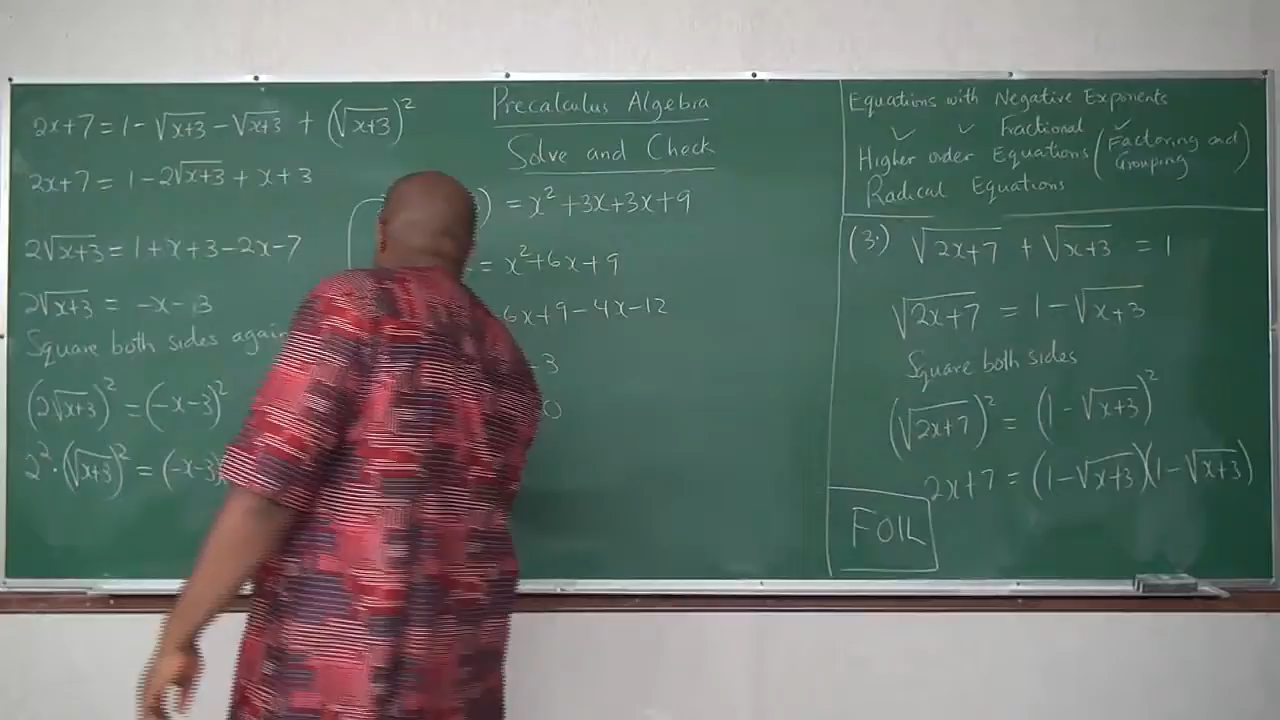 2x+7=1-√(x+3)-√(x+3)+(√(x+3))²
2x+7=1-2√(x+3)+x+3
2√(x+3)=1+x+3-2x-7
2√(x+3)=-x-3
Square both sides again
(2√(x+3))²=(-x-3)²
2²·(√(x+3))²=(-x-3)
Precalculus Algebra
Solve and Check
)=x²+3x+3x+9
=x²+6x+9
6x+9-4x-12
-3
0
Equations with Negative Exponents
✓ ✓ Fractional ✓
Higher order Equations (Factoring and Grouping)
Radical Equations
(3.) √(2x+7)+√(x+3)=1
√(2x+7)=1-√(x+3)
Square both sides
(√(2x+7))²=(1-√(x+3))²
2x+7=(1-√(x+3))(1-√(x+3))
FOIL